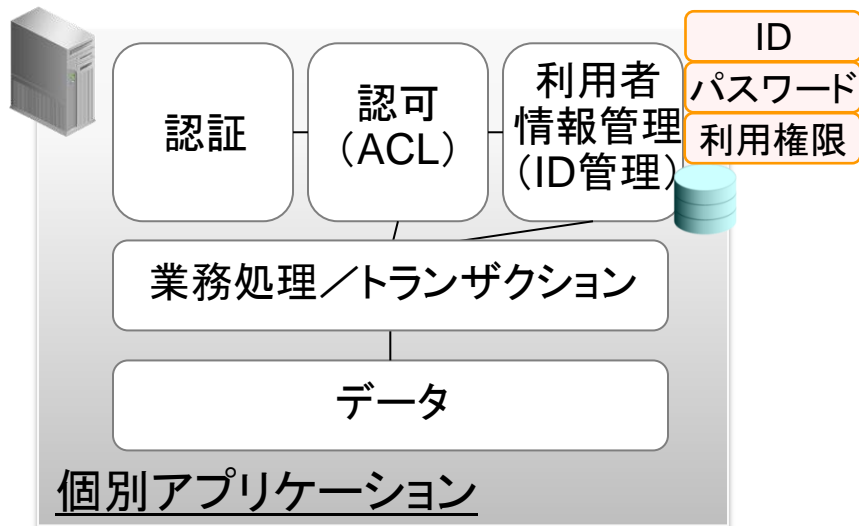 認証
認可
（ACL）
利用者
情報管理
（ID管理）
ID
パスワード
利用権限
業務処理／トランザクション
データ
個別アプリケーション